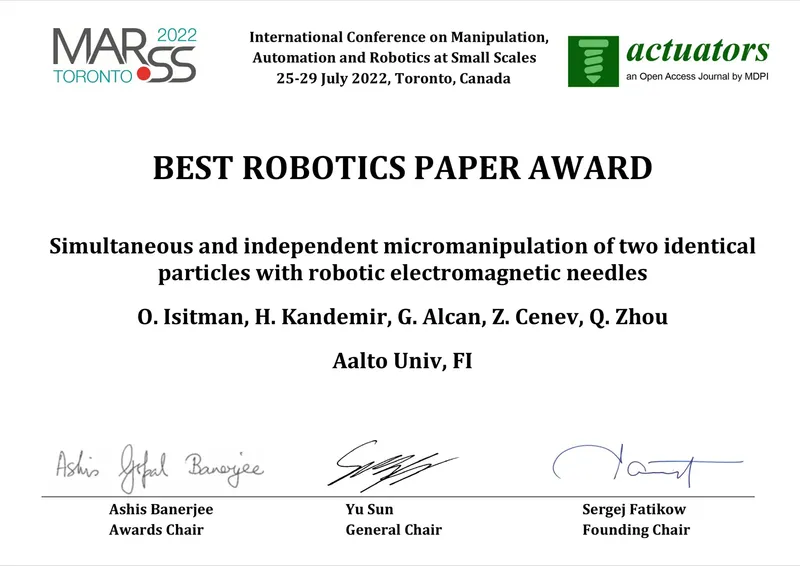 MARSS 2022
TORONTO
International Conference on Manipulation,
Automation and Robotics at Small Scales
25-29 July 2022, Toronto, Canada
actuators
an Open Access Journal by MDPI
BEST ROBOTICS PAPER AWARD
Simultaneous and independent micromanipulation of two identical
particles with robotic electromagnetic needles
O. Isitman, H. Kandemir, G. Alcan, Z. Cenev, Q. Zhou
Aalto Univ, FI
Ashis Gopal Banerjee
Ashis Banerjee
Awards Chair
Yu Sun
General Chair
Sergej Fatikow
Founding Chair